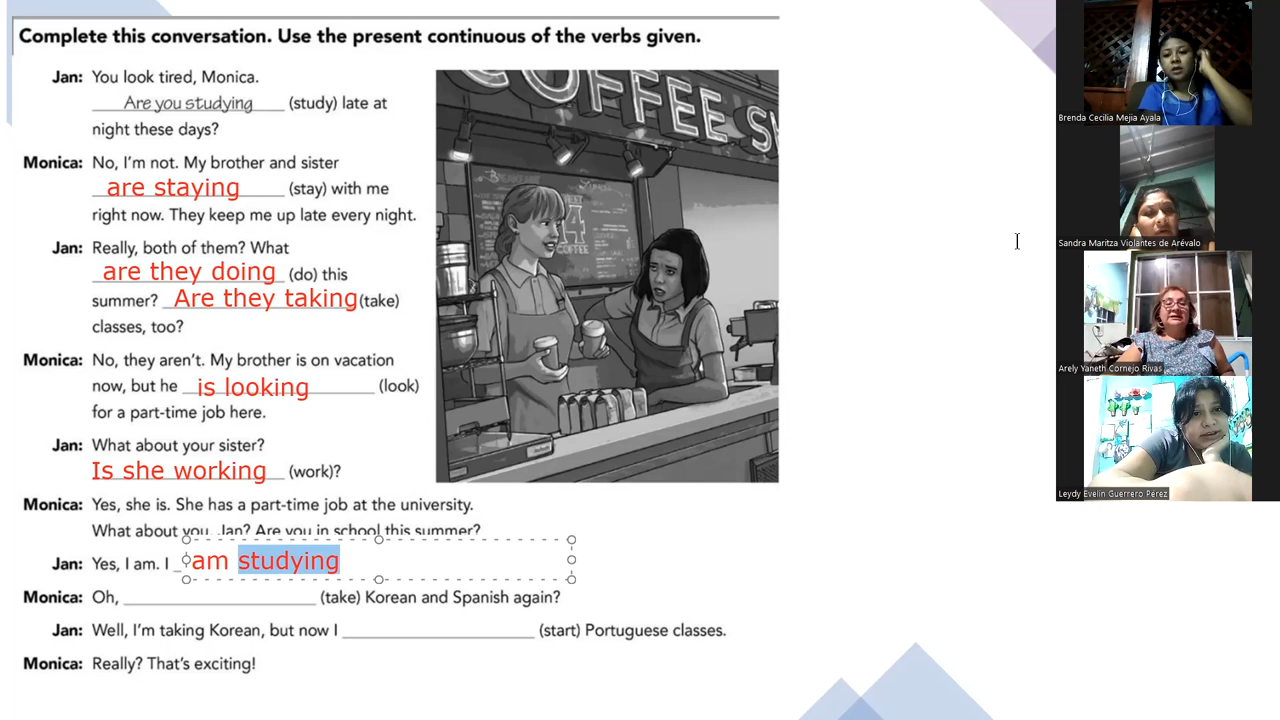 Complete this conversation. Use the present continuous of the verbs given.
Jan: You look tired, Monica.
Are you studying (study) late at
night these days?
Monica: No, I'm not. My brother and sister
are staying (stay) with me
right now. They keep me up late every night.
Jan: Really, both of them? What
are they doing (do) this
summer? Are they taking (take)
classes, too?
Monica: No, they aren't. My brother is on vacation
now, but he is looking (look)
for a part-time job here.
Jan: What about your sister?
Is she working (work)?
Monica: Yes, she is. She has a part-time job at the university.
What about you, Jan? Are you in school this summer?
Jan: Yes, I am. I am studying
Monica: Oh, (take) Korean and Spanish again?
Jan: Well, I'm taking Korean, but now I (start) Portuguese classes.
Monica: Really? That's exciting!
COFFEE SH
COFFEE
Brenda Cecilia Mejia Ayala
Sandra Maritza Violantes de Arévalo
Arely Yaneth Cornejo Rivas
Leydy Evelin Guerrero Perez